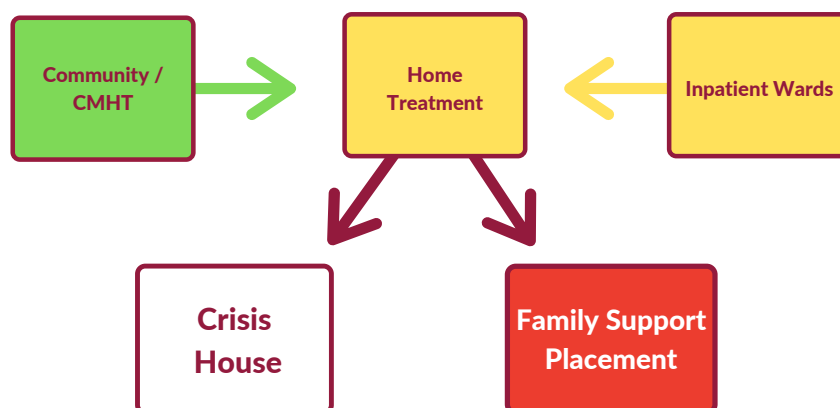 Community /
CMHT
Home
Treatment
Inpatient Wards
Crisis
House
Family Support
Placement